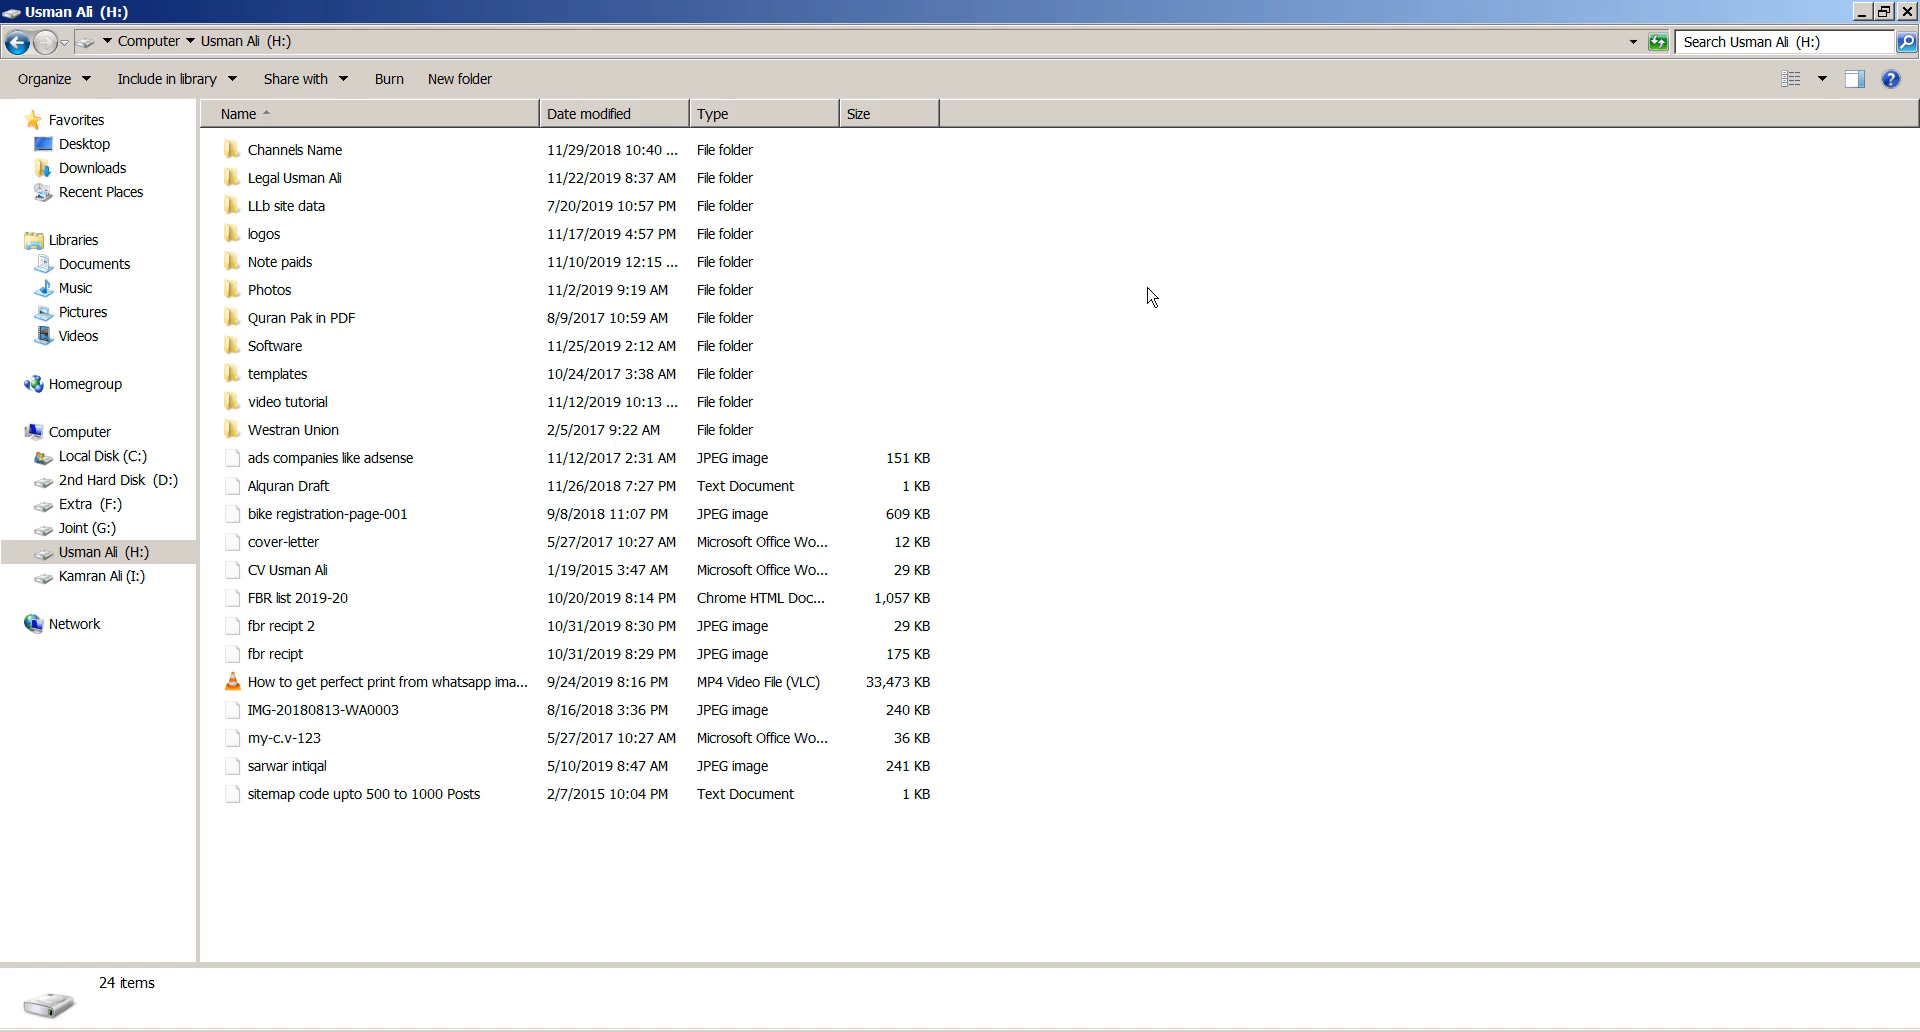 Usman Ali (H:)
Computer Usman Ali (H:) Search Usman Ali (H:)
Organize Include in library Share with Burn New folder
Favorites
Desktop
Downloads
Recent Places
Libraries
Documents
Music
Pictures
Videos
Homegroup
Computer
Local Disk (C:)
2nd Hard Disk (D:)
Extra (F:)
Joint (G:)
Usman Ali (H:)
Kamran Ali (I:)
Network
Name Date modified Type Size
Channels Name 11/29/2018 10:40 ... File folder
Legal Usman Ali 11/22/2019 8:37 AM File folder
LLb site data 7/20/2019 10:57 PM File folder
logos 11/17/2019 4:57 PM File folder
Note paids 11/10/2019 12:15 ... File folder
Photos 11/2/2019 9:19 AM File folder
Quran Pak in PDF 8/9/2017 10:59 AM File folder
Software 11/25/2019 2:12 AM File folder
templates 10/24/2017 3:38 AM File folder
video tutorial 11/12/2019 10:13 ... File folder
Westran Union 2/5/2017 9:22 AM File folder
ads companies like adsense 11/12/2017 2:31 AM JPEG image 151 KB
Alquran Draft 11/26/2018 7:27 PM Text Document 1 KB
bike registration-page-001 9/8/2018 11:07 PM JPEG image 609 KB
cover-letter 5/27/2017 10:27 AM Microsoft Office Wo... 12 KB
CV Usman Ali 1/19/2015 3:47 AM Microsoft Office Wo... 29 KB
FBR list 2019-20 10/20/2019 8:14 PM Chrome HTML Doc... 1,057 KB
fbr recipt 2 10/31/2019 8:30 PM JPEG image 29 KB
fbr recipt 10/31/2019 8:29 PM JPEG image 175 KB
How to get perfect print from whatsapp ima... 9/24/2019 8:16 PM MP4 Video File (VLC) 33,473 KB
IMG-20180813-WA0003 8/16/2018 3:36 PM JPEG image 240 KB
my-c.v-123 5/27/2017 10:27 AM Microsoft Office Wo... 36 KB
sarwar intiqal 5/10/2019 8:47 AM JPEG image 241 KB
sitemap code upto 500 to 1000 Posts 2/7/2015 10:04 PM Text Document 1 KB
24 items